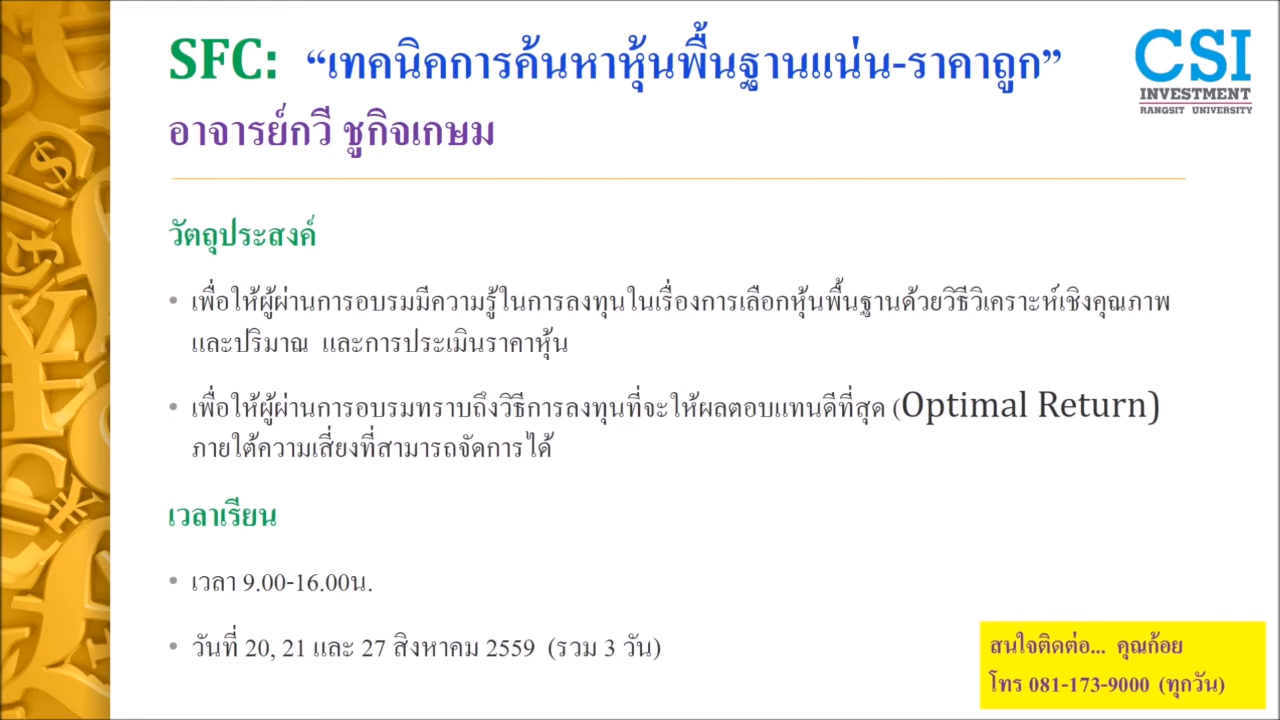 SFC: “เทคนิคการค้นหาหุ้นพื้นฐานแน่น-ราคาถูก”
อาจารย์กวี ชูกิจเกษม
CSI
INVESTMENT
RANGSIT UNIVERSITY
วัตถุประสงค์
• เพื่อให้ผู้ผ่านการอบรมมีความรู้ในการลงทุนในเรื่องการเลือกหุ้นพื้นฐานด้วยวิธีวิเคราะห์เชิงคุณภาพ
และปริมาณ และการประเมินราคาหุ้น
• เพื่อให้ผู้ผ่านการอบรมทราบถึงวิธีการลงทุนที่จะให้ผลตอบแทนดีที่สุด (Optimal Return)
ภายใต้ความเสี่ยงที่สามารถจัดการได้
เวลาเรียน
• เวลา 9.00-16.00น.
• วันที่ 20, 21 และ 27 สิงหาคม 2559 (รวม 3 วัน)
สนใจติดต่อ... คุณก้อย
โทร 081-173-9000 (ทุกวัน)